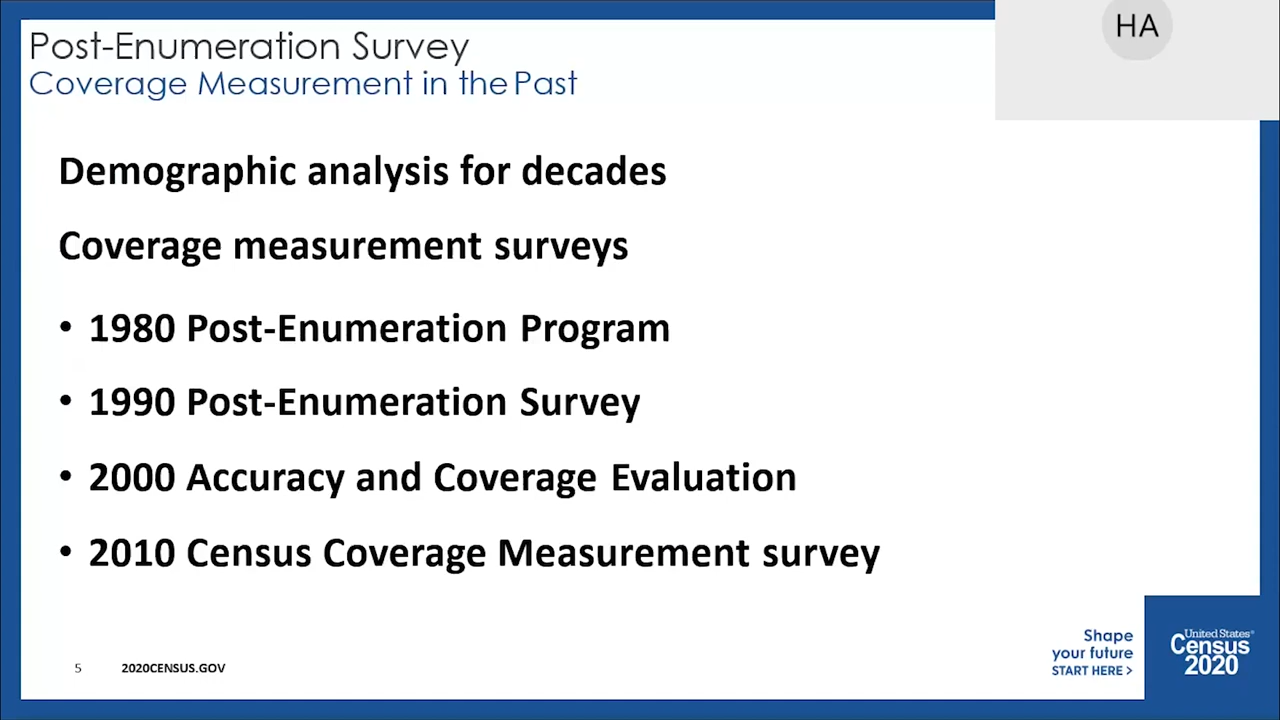 Post-Enumeration Survey
Coverage Measurement in the Past
HA
Demographic analysis for decades
Coverage measurement surveys
• 1980 Post-Enumeration Program
• 1990 Post-Enumeration Survey
• 2000 Accuracy and Coverage Evaluation
• 2010 Census Coverage Measurement survey
5
2020CENSUS.GOV
Shape
your future
START HERE >
United States®
Census
2020